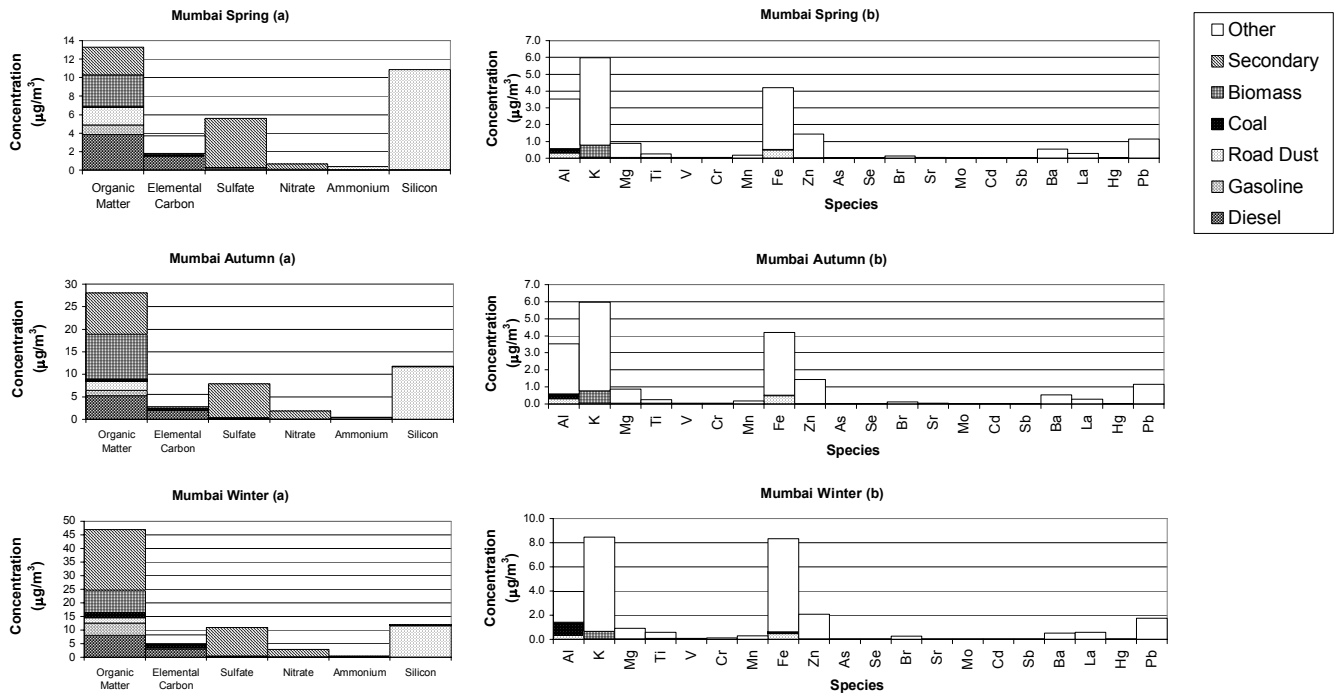 Mumbai Spring (a)
Concentration
(µg/m³)
14
12
10
8
6
4
2
0
Organic
Matter
Elemental
Carbon
Sulfate
Nitrate
Ammonium
Silicon
Mumbai Spring (b)
Concentration
(µg/m³)
7.0
6.0
5.0
4.0
3.0
2.0
1.0
0.0
Al
K
Mg
Ti
V
Cr
Mn
Fe
Zn
As
Se
Br
Sr
Mo
Cd
Sb
Ba
La
Hg
Pb
Species
Other
Secondary
Biomass
Coal
Road Dust
Gasoline
Diesel
Mumbai Autumn (a)
Concentration
(µg/m³)
30
25
20
15
10
5
0
Organic
Matter
Elemental
Carbon
Sulfate
Nitrate
Ammonium
Silicon
Mumbai Autumn (b)
Concentration
(µg/m³)
7.0
6.0
5.0
4.0
3.0
2.0
1.0
0.0
Al
K
Mg
Ti
V
Cr
Mn
Fe
Zn
As
Se
Br
Sr
Mo
Cd
Sb
Ba
La
Hg
Pb
Species
Mumbai Winter (a)
Concentration
(µg/m³)
50
45
40
35
30
25
20
15
10
5
0
Organic
Matter
Elemental
Carbon
Sulfate
Nitrate
Ammonium
Silicon
Mumbai Winter (b)
Concentration
(µg/m³)
10.0
8.0
6.0
4.0
2.0
0.0
Al
K
Mg
Ti
V
Cr
Mn
Fe
Zn
As
Se
Br
Sr
Mo
Cd
Sb
Ba
La
Hg
Pb
Species